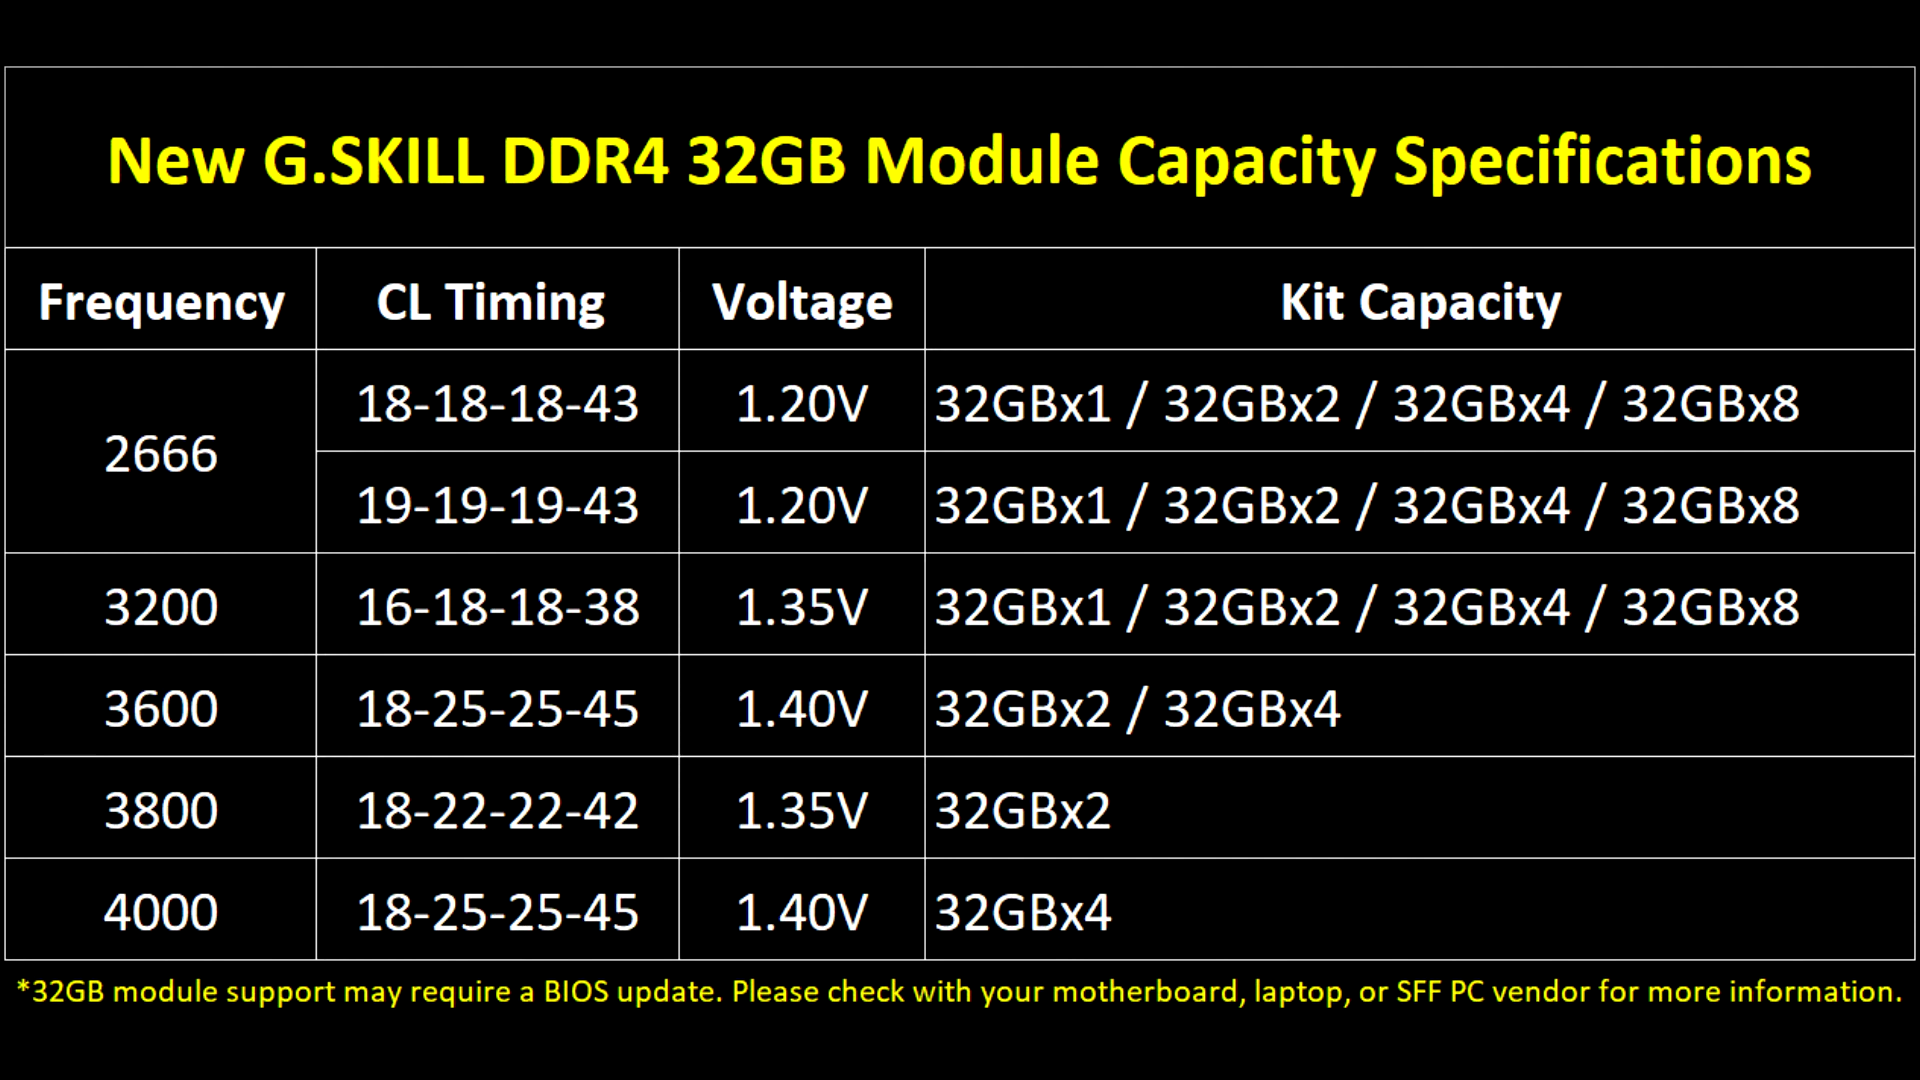 New G.SKILL DDR4 32GB Module Capacity Specifications
Frequency CL Timing Voltage Kit Capacity
2666
18-18-18-43 1.20V 32GBx1 / 32GBx2 / 32GBx4 / 32GBx8
19-19-19-43 1.20V 32GBx1 / 32GBx2 / 32GBx4 / 32GBx8
3200 16-18-18-38 1.35V 32GBx1 / 32GBx2 / 32GBx4 / 32GBx8
3600 18-25-25-45 1.40V 32GBx2 / 32GBx4
3800 18-22-22-42 1.35V 32GBx2
4000 18-25-25-45 1.40V 32GBx4
*32GB module support may require a BIOS update. Please check with your motherboard, laptop, or SFF PC vendor for more information.